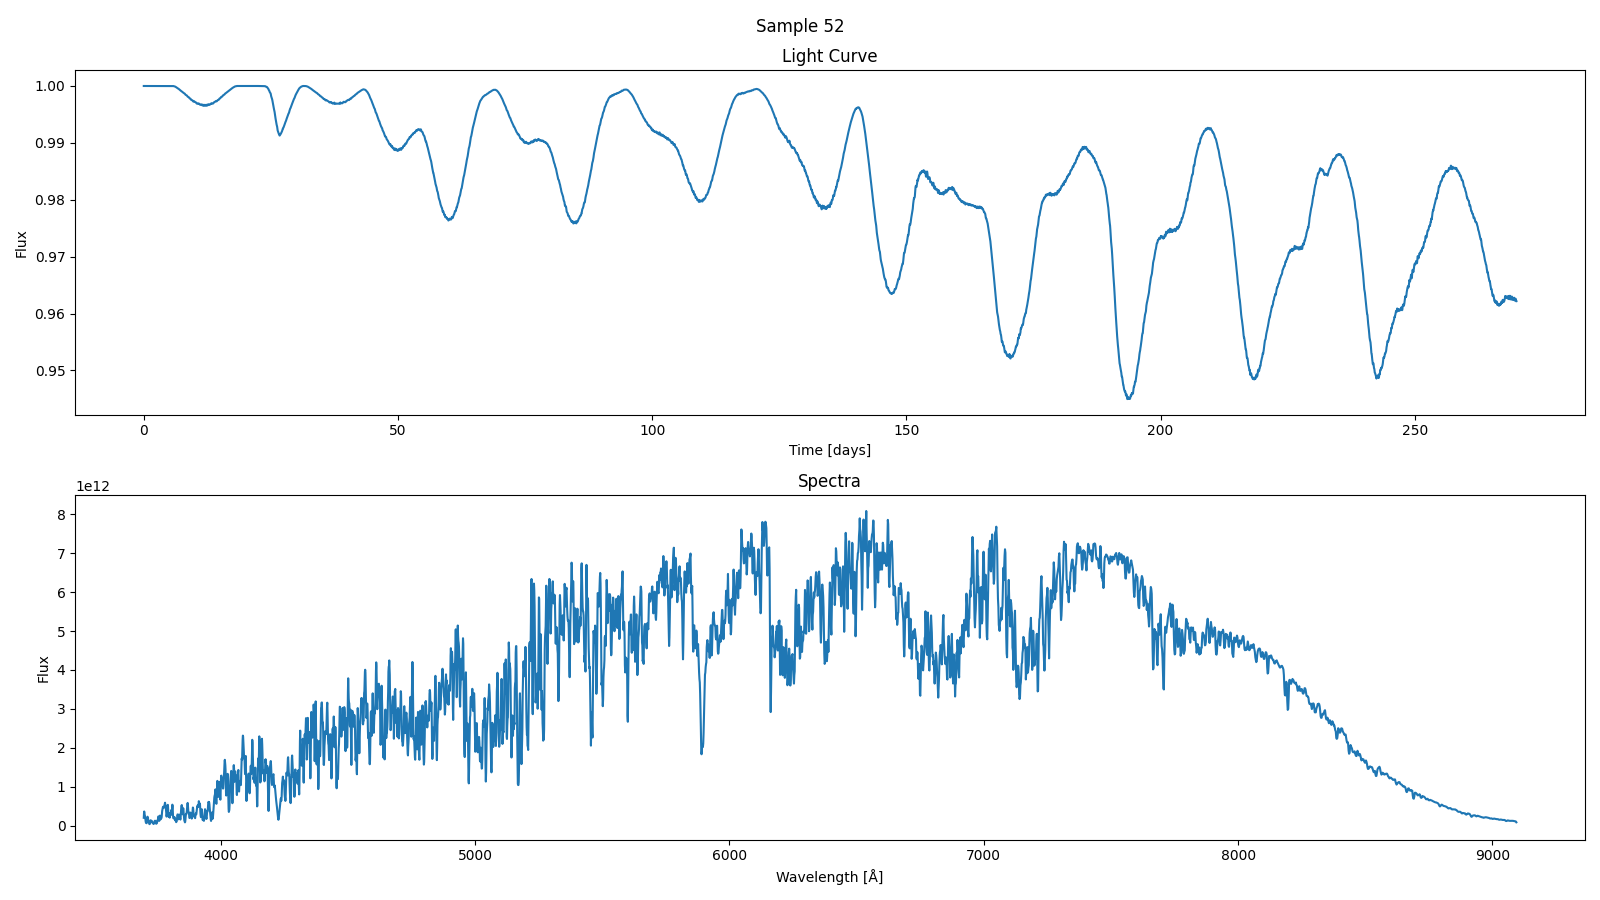 Sample 52
Light Curve
1.00
0.99
0.98
0.97
0.96
0.95
Flux
0 50 100 150 200 250
Time [days]
Spectra
1e12
8
7
6
5
4
3
2
1
0
Flux
4000 5000 6000 7000 8000 9000
Wavelength [Å]